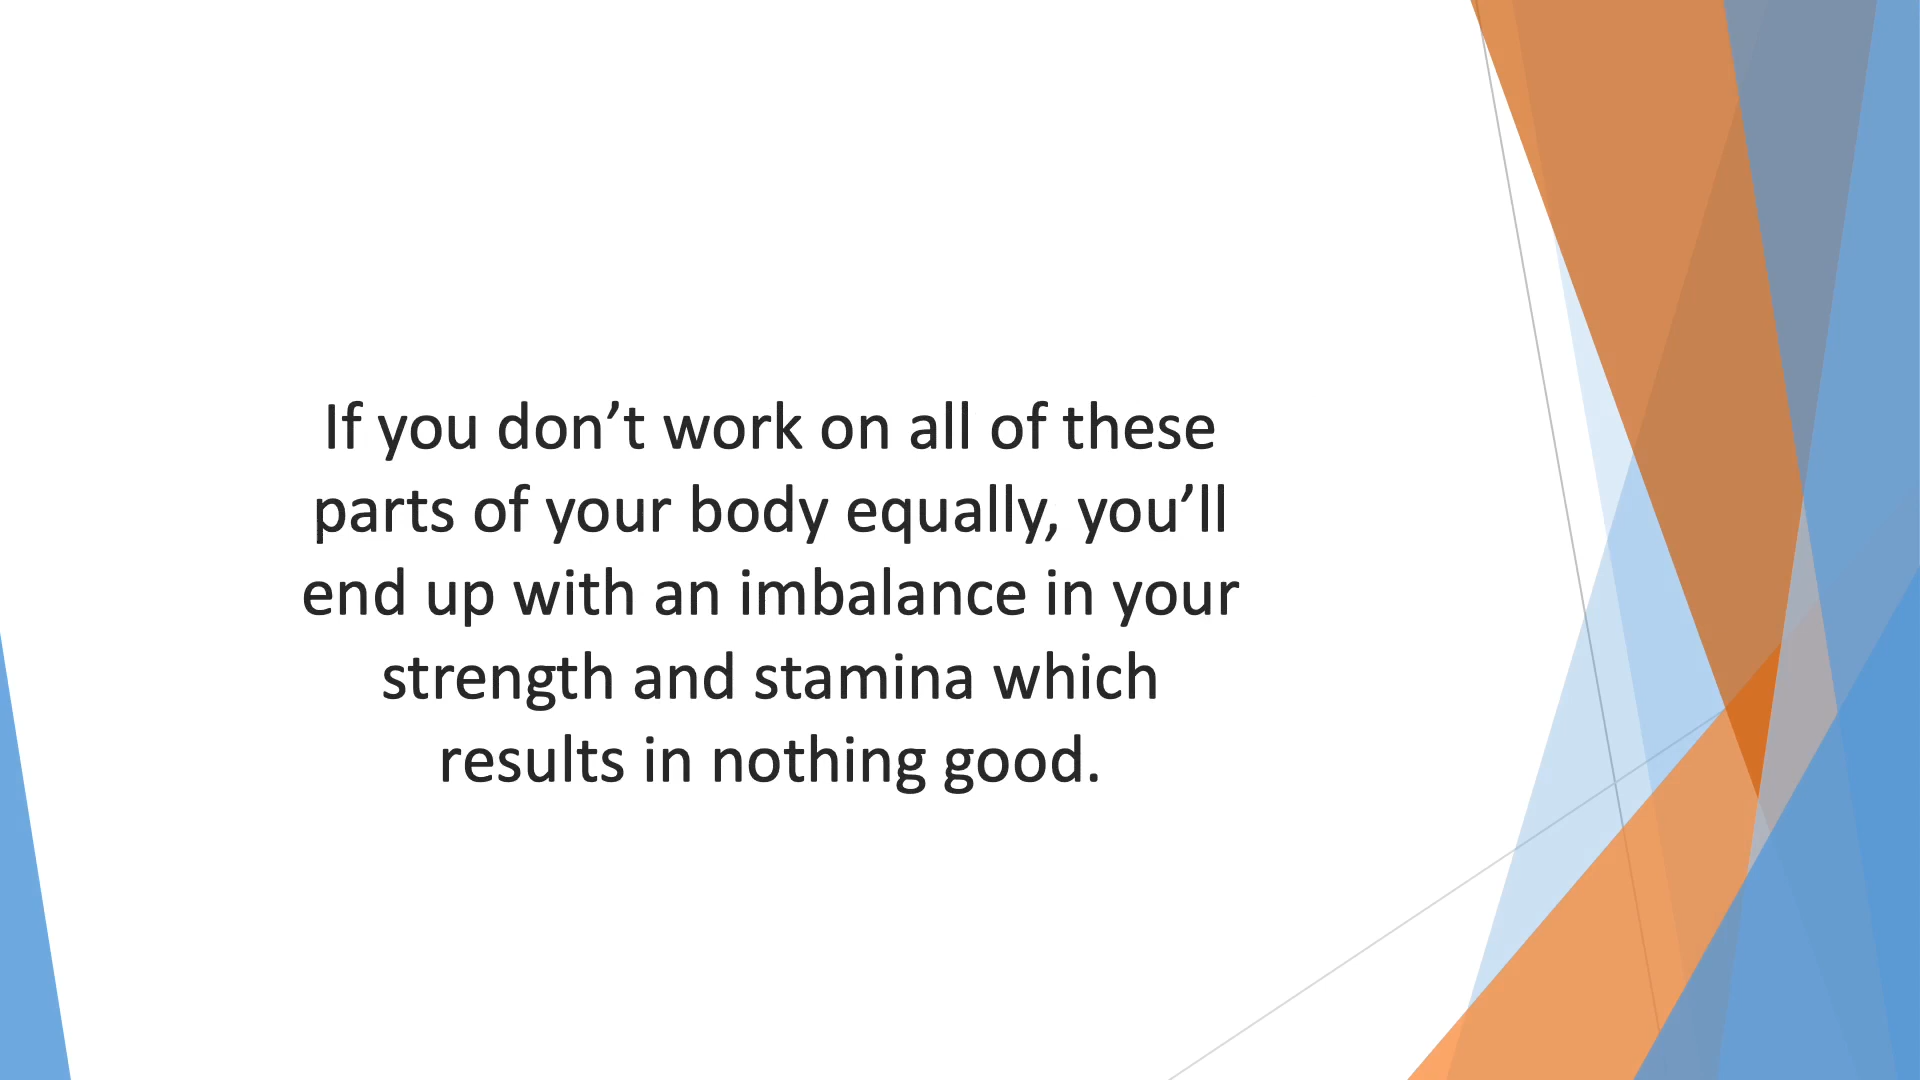 If you don’t work on all of these
parts of your body equally, you’ll
end up with an imbalance in your
strength and stamina which
results in nothing good.